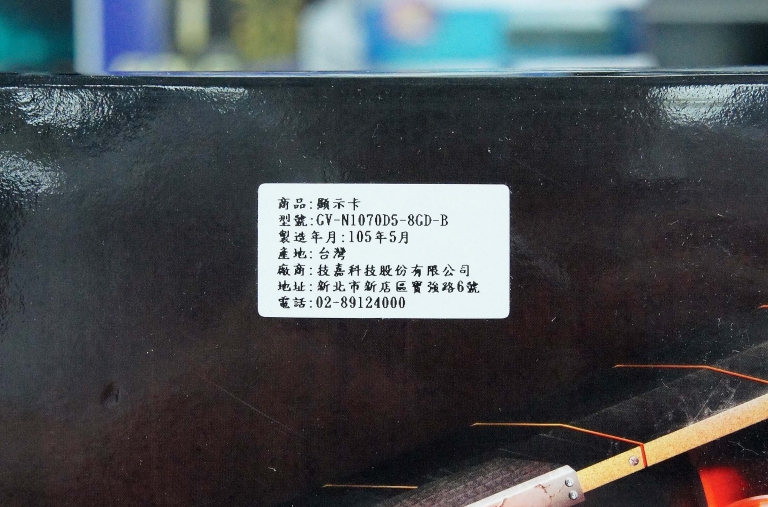 商品:顯示卡
型號:GV-N1070D5-8GD-B
製造年月:105年5月
產地:台灣
廠商:技嘉科技股份有限公司
地址:新北市新店區寶強路6號
電話:02-89124000